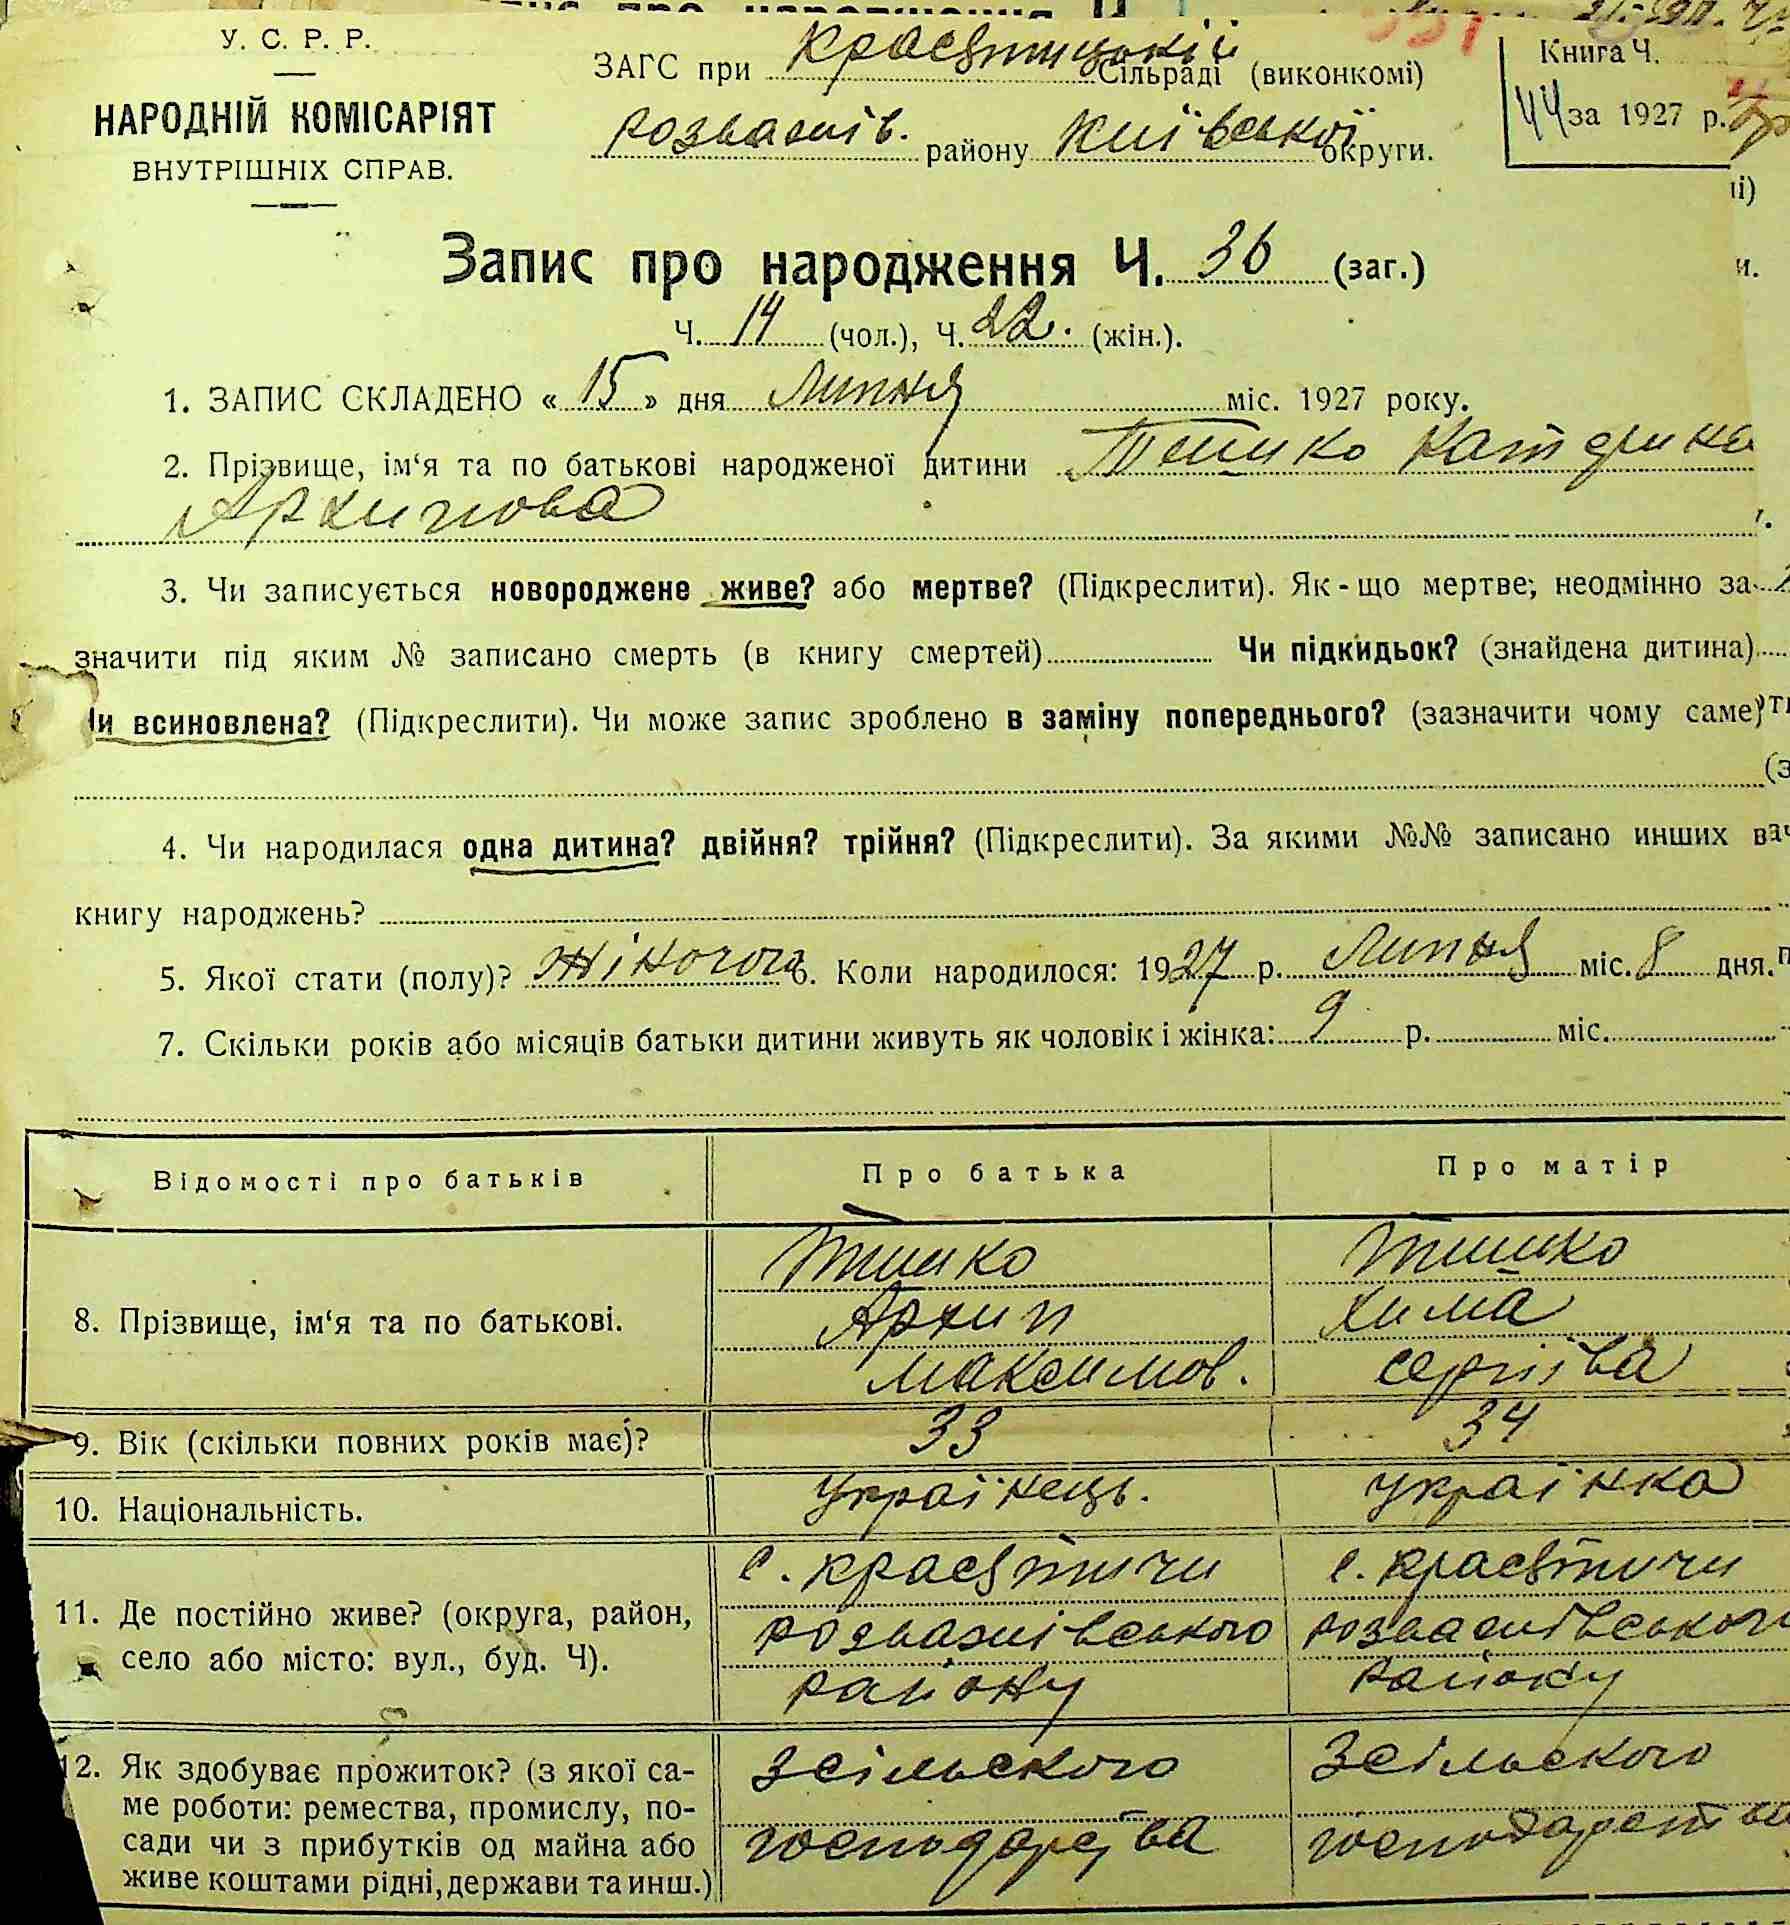 У. С. Р. Р.
НАРОДНІЙ КОМІСАРІЯТ
ВНУТРІШНІХ СПРАВ.
ЗАГС при Красятицькій Сільраді (виконкомі)
Розважів. району Київської округи.
Книга Ч.
44 за 1927 р.
Запис про народження Ч. 36 (заг.)
Ч. 14 (чол.), Ч. 22. (жін.).
1. ЗАПИС СКЛАДЕНО « 15 » дня Липня міс. 1927 року.
2. Прізвище, ім‘я та по батькові народженої дитини Тишко Катерина
Архипова
3. Чи записується новороджене живе? або мертве? (Підкреслити). Як-що мертве, неодмінно за-
значити під яким № записано смерть (в книгу смертей) Чи підкидьок? (знайдена дитина)
Чи всиновлена? (Підкреслити). Чи може запис зроблено в заміну попереднього? (зазначити чому саме)
4. Чи народилася одна дитина? двійня? трійня? (Підкреслити). За якими №№ записано инших в
книгу народжень?
5. Якої стати (полу)? Жіночого 6. Коли народилося: 1927 р. Липня міс. 8 дня.
7. Скільки років або місяців батьки дитини живуть як чоловік і жінка: 9 р. міс.
Відомості про батьків Про батька Про матір
8. Прізвище, ім‘я та по батькові. Тишко Архип Максимов. Тишко Хима Сергіїва
9. Вік (скільки повних років має)? 33 34
10. Національність. Українець. Українка
11. Де постійно живе? (округа, район, с. Красятичи с. Красятичи
село або місто: вул., буд. Ч). Розважівського Розважівського
району району
12. Як здобуває прожиток? (з якої са- З сільского З сільского
ме роботи: ремества, промислу, по-
сади чи з прибутків од майна або господарства господарства
живе коштами рідні, держави та инш.)